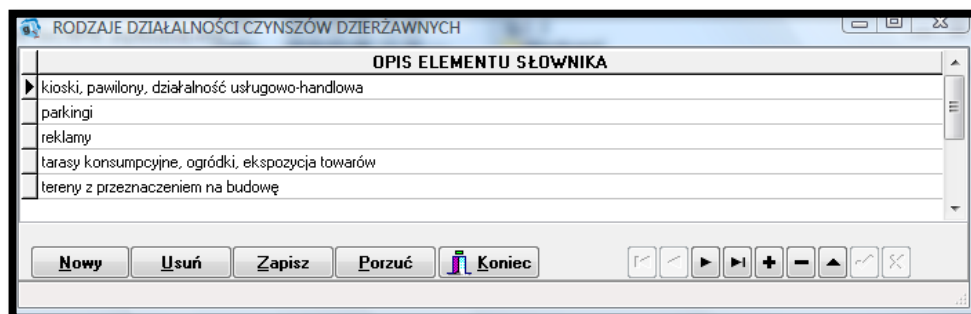 RODZAJE DZIAŁALNOŚCI CZYNSZÓW DZIERŻAWNYCH
OPIS ELEMENTU SŁOWNIKA
kioski, pawilony, działalność usługowo-handlowa
parkingi
reklamy
tarasy konsumpcyjne, ogródki, ekspozycja towarów
tereny z przeznaczeniem na budowę
Nowy Usuń Zapisz Porzuć Koniec